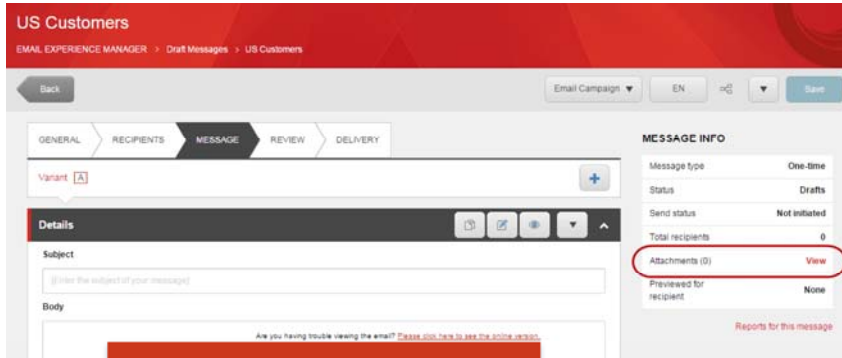 US Customers
EMAIL EXPERIENCE MANAGER > Draft Messages > US Customers
Back
Email Campaign ▼
EN
▼
Save
GENERAL
RECIPIENTS
MESSAGE
REVIEW
DELIVERY
Variant A
+
Details
▼
Subject
[Enter the subject of your message]
Body
Are you having trouble viewing the email? Please click here to see the online version.
MESSAGE INFO
Message type One-time
Status Drafts
Send status Not initiated
Total recipients 0
Attachments (0) View
Previewed for
recipient None
Reports for this message